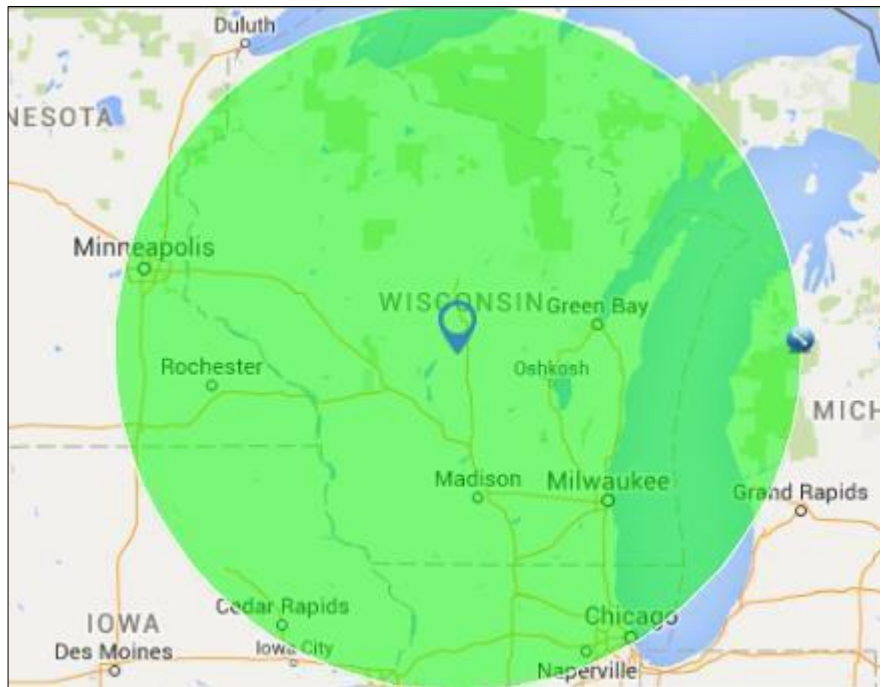 Duluth
NESOTA
Minneapolis
WISCONSIN
Green Bay
Rochester
Oshkosh
MICH
Madison
Milwaukee
Grand Rapids
Cedar Rapids
Chicago
IOWA
Iowa City
Des Moines
Naperville